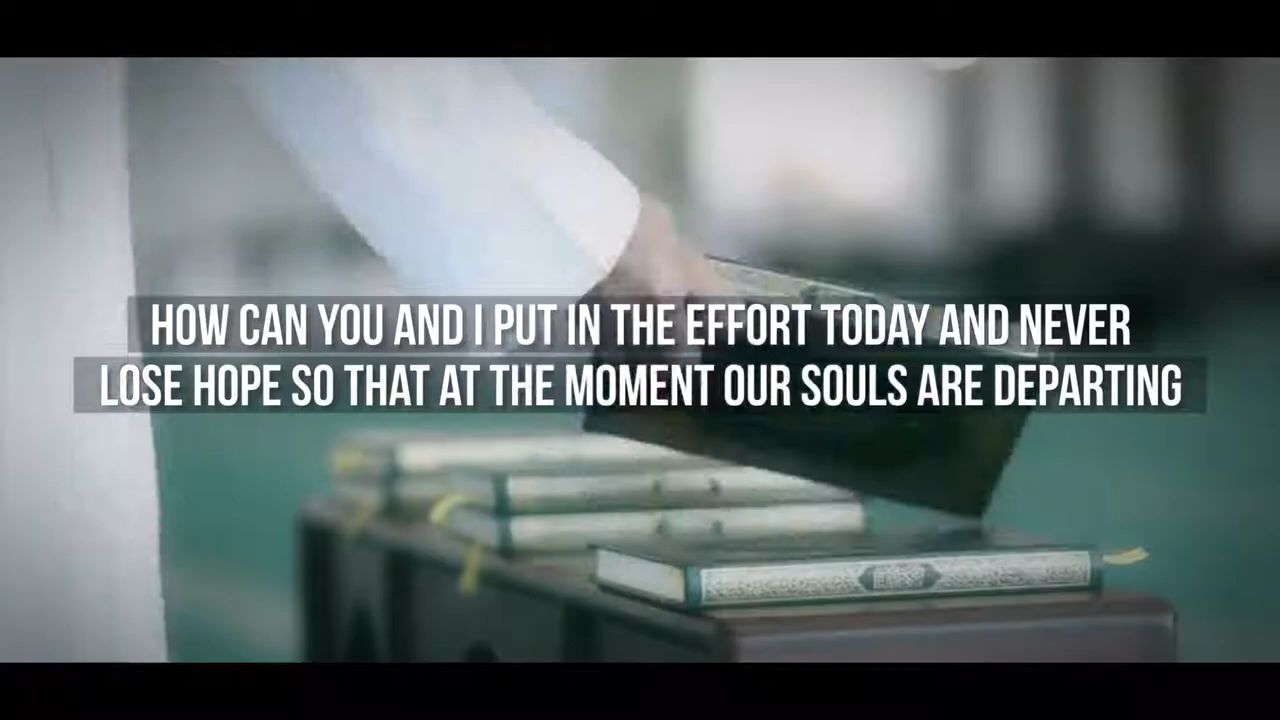 HOW CAN YOU AND I PUT IN THE EFFORT TODAY AND NEVER
LOSE HOPE SO THAT AT THE MOMENT OUR SOULS ARE DEPARTING